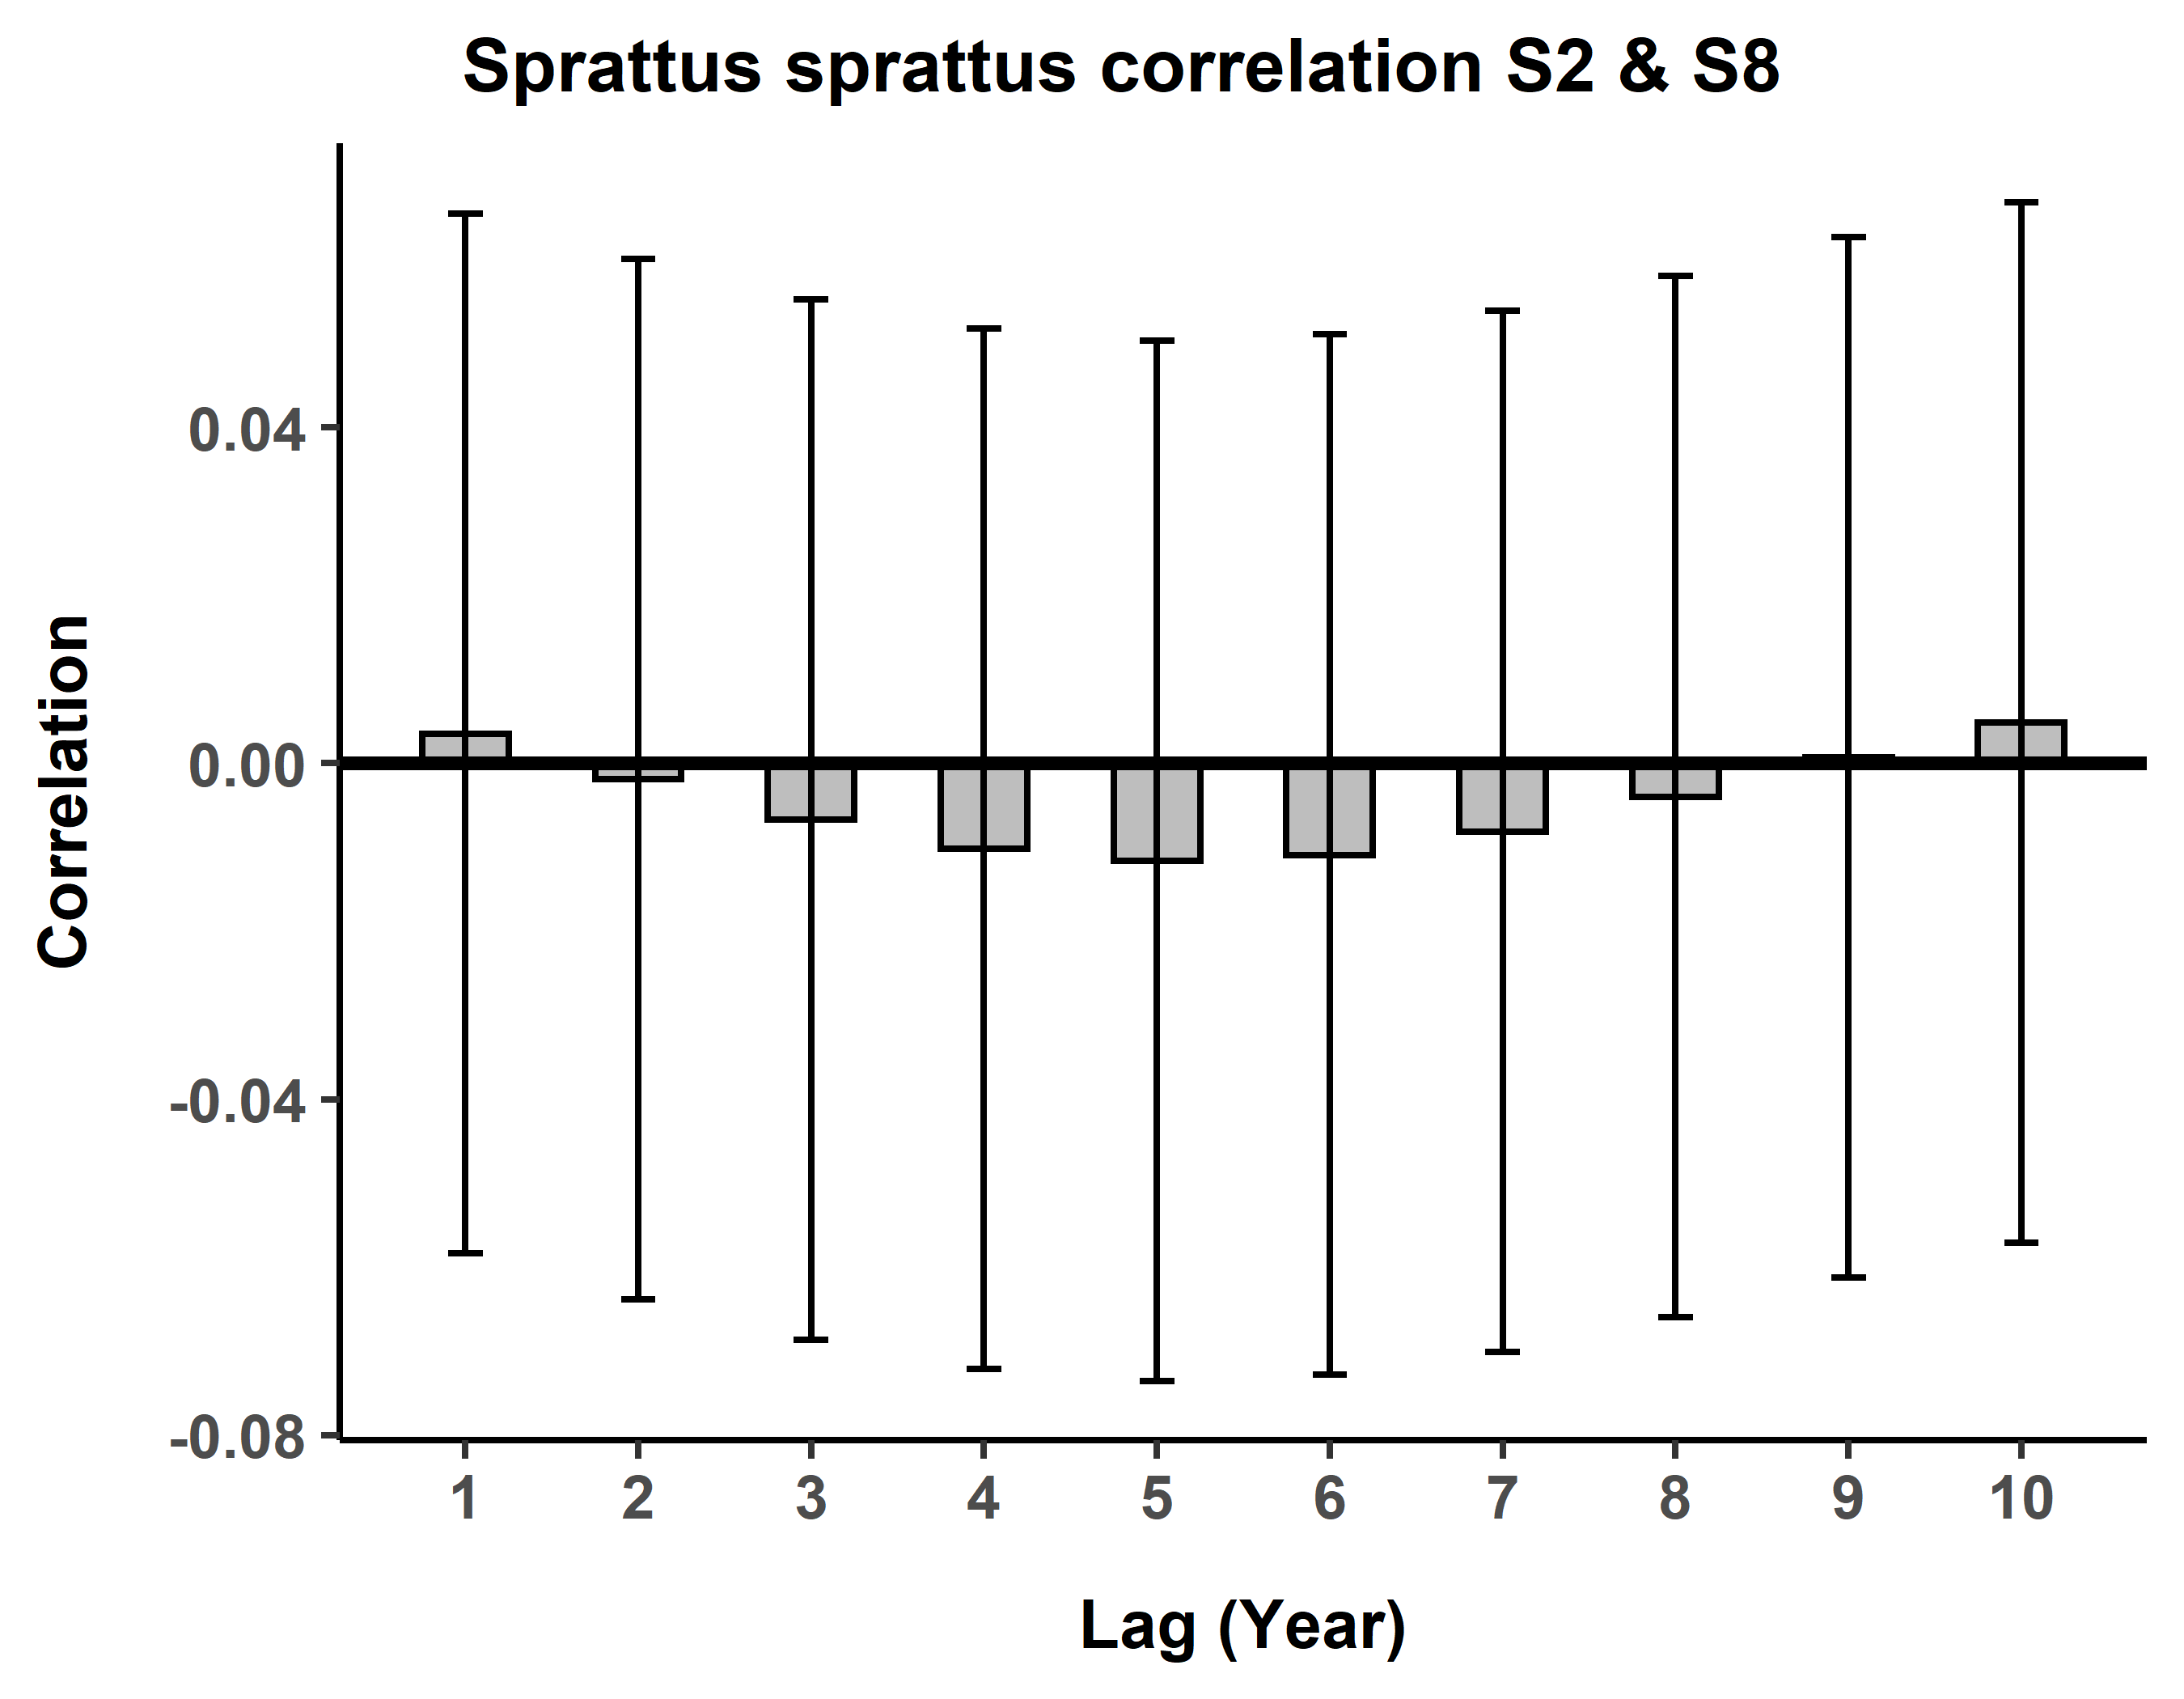 Sprattus sprattus correlation S2 & S8
Correlation
0.04
0.00
-0.04
-0.08
1 2 3 4 5 6 7 8 9 10
Lag (Year)